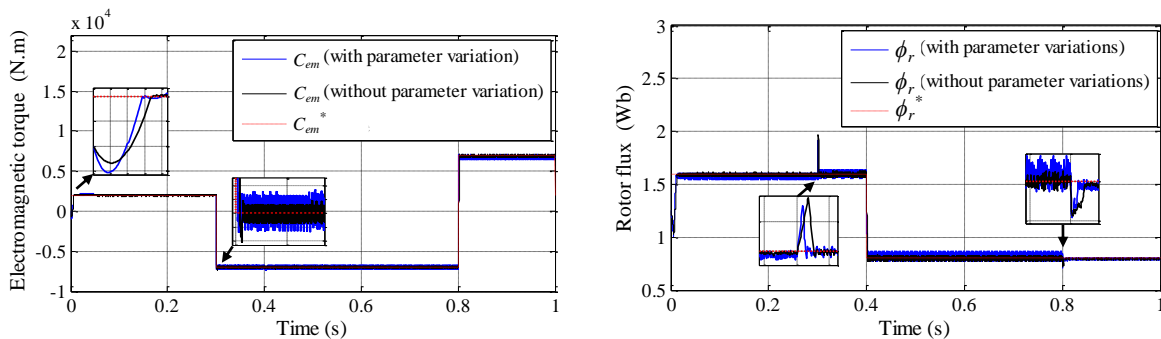 x 10⁴
Electromagnetic torque (N.m)
2
1.5
1
0.5
0
-0.5
-1
0
0.2
0.4
0.6
0.8
1
Time (s)
C_em (with parameter variation)
C_em (without parameter variation)
C_em*
Rotor flux (Wb)
3
2.5
2
1.5
1
0.5
0
0.2
0.4
0.6
0.8
1
Time (s)
ϕ_r (with parameter variations)
ϕ_r (without parameter variations)
ϕ_r*